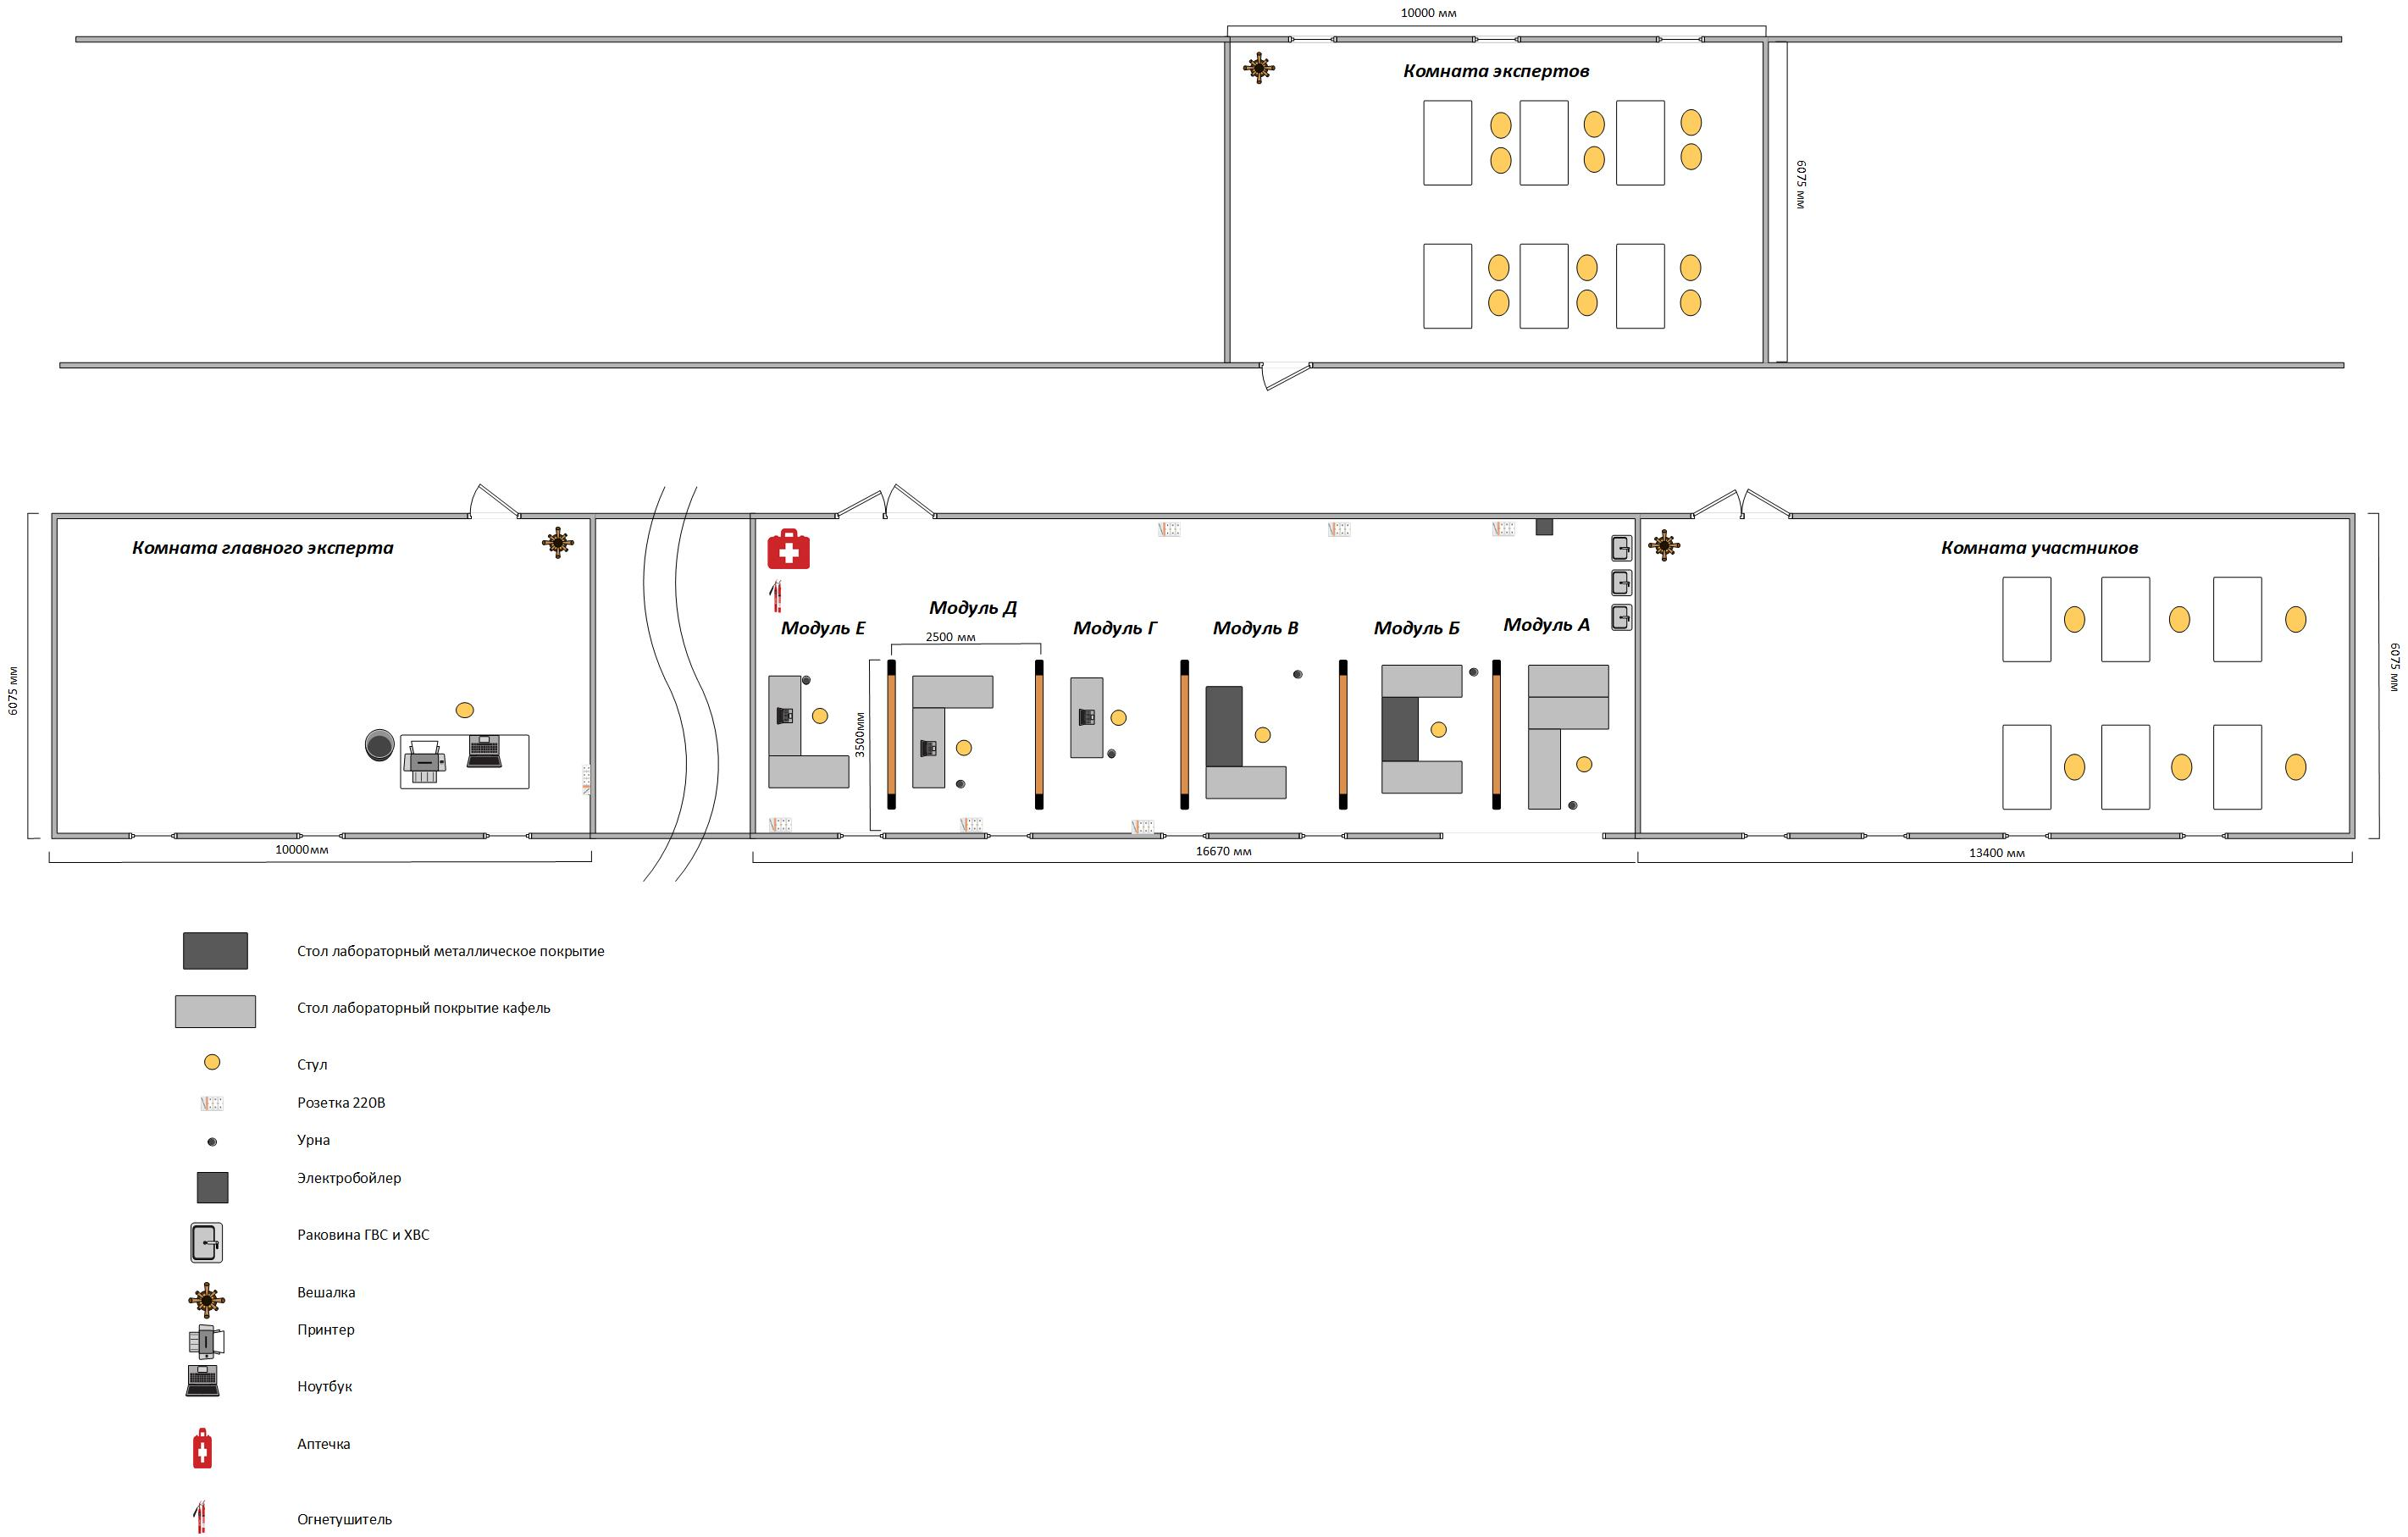 10000 мм
Комната экспертов
6075 мм
Комната главного эксперта
Комната участников
Модуль Е
Модуль Д
Модуль Г
Модуль В
Модуль Б
Модуль А
2500 мм
3500мм
6075 мм
6075 мм
10000мм
16670 мм
13400 мм
Стол лабораторный металлическое покрытие
Стол лабораторный покрытие кафель
Стул
Розетка 220В
Урна
Электробойлер
Раковина ГВС и ХВС
Вешалка
Принтер
Ноутбук
Аптечка
Огнетушитель